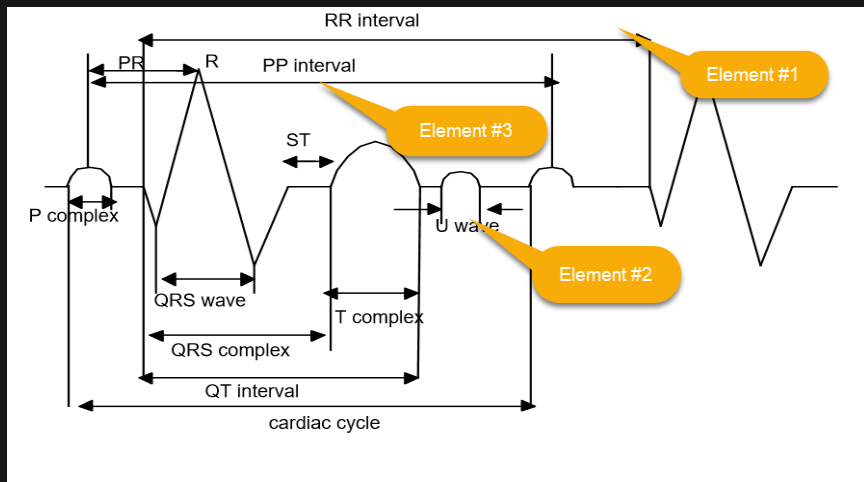 RR interval
PR
R
PP interval
Element #1
Element #3
ST
P complex
U wave
Element #2
QRS wave
T complex
QRS complex
QT interval
cardiac cycle